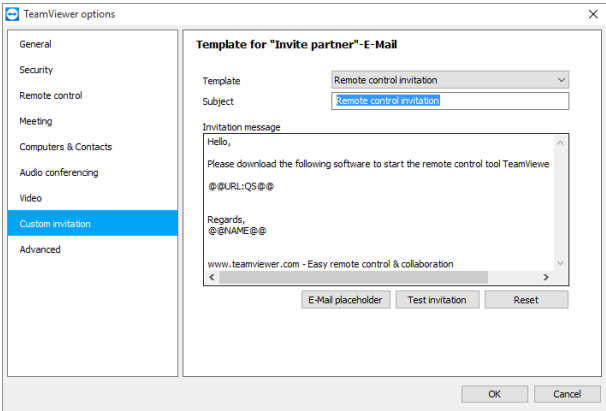 TeamViewer options
General
Security
Remote control
Meeting
Computers & Contacts
Audio conferencing
Video
Custom invitation
Advanced
Template for "Invite partner"-E-Mail
Template
Remote control invitation
Subject
Remote control invitation
Invitation message
Hello,
Please download the following software to start the remote control tool TeamViewe
@@URL:QS@@
Regards,
@@NAME@@
www.teamviewer.com - Easy remote control & collaboration
E-Mail placeholder
Test invitation
Reset
OK
Cancel